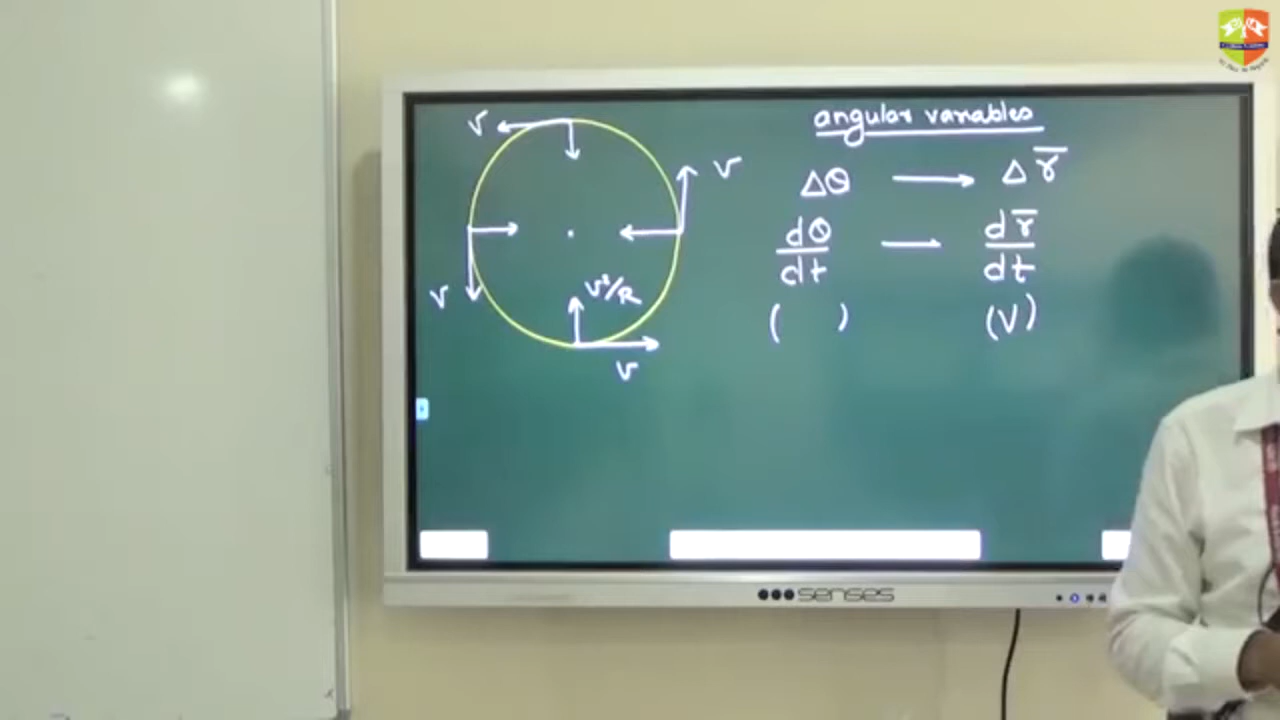 angular variables
Δθ → Δr̅
dθ/dt — dr̅/dt
( ) (V)
V
V
V
V²/R
V
senses